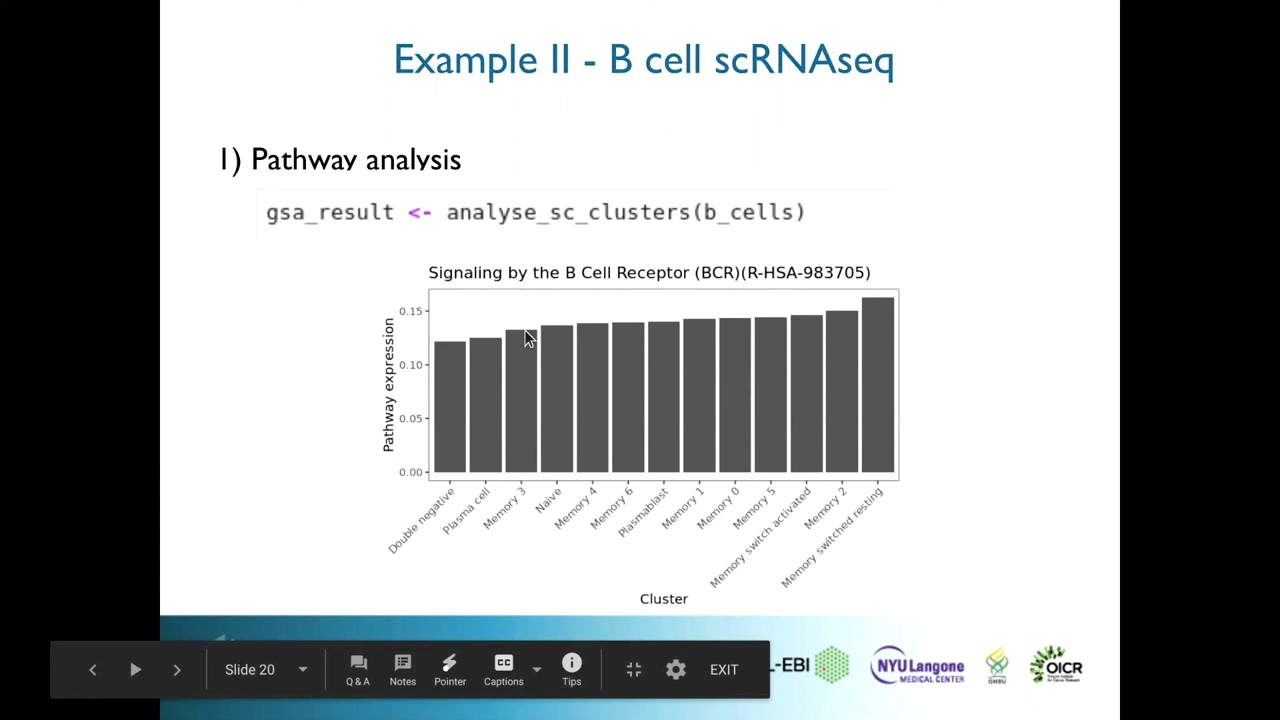 Example II - B cell scRNAseq
1) Pathway analysis
gsa_result <- analyse_sc_clusters(b_cells)
Signaling by the B Cell Receptor (BCR)(R-HSA-983705)
Pathway expression
0.15
0.10
0.05
0.00
Double negative
Plasma cell
Memory 3
Naive
Memory 4
Memory 6
Plasmablast
Memory 1
Memory 0
Memory 5
Memory switch activated
Memory 2
Memory switched resting
Cluster
Slide 20
Q & A
Notes
Pointer
CC
Captions
Tips
EXIT
L-EBI
NYU Langone
MEDICAL CENTER
OHSU
OICR